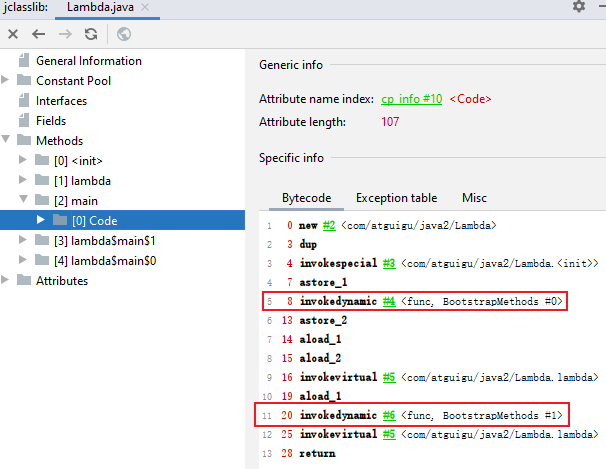 jclasslib: Lambda.java
General Information
Constant Pool
Interfaces
Fields
Methods
[0] <init>
[1] lambda
[2] main
[0] Code
[3] lambda$main$1
[4] lambda$main$0
Attributes
Generic info
Attribute name index: cp_info #10 <Code>
Attribute length: 107
Specific info
Bytecode Exception table Misc
1 0 new #2 <com/atguigu/java2/Lambda>
2 3 dup
3 4 invokespecial #3 <com/atguigu/java2/Lambda.<init>>
4 7 astore_1
5 8 invokedynamic #4 <func, BootstrapMethods #0>
6 13 astore_2
7 14 aload_1
8 15 aload_2
9 16 invokevirtual #5 <com/atguigu/java2/Lambda.lambda>
10 19 aload_1
11 20 invokedynamic #6 <func, BootstrapMethods #1>
12 25 invokevirtual #5 <com/atguigu/java2/Lambda.lambda>
13 28 return